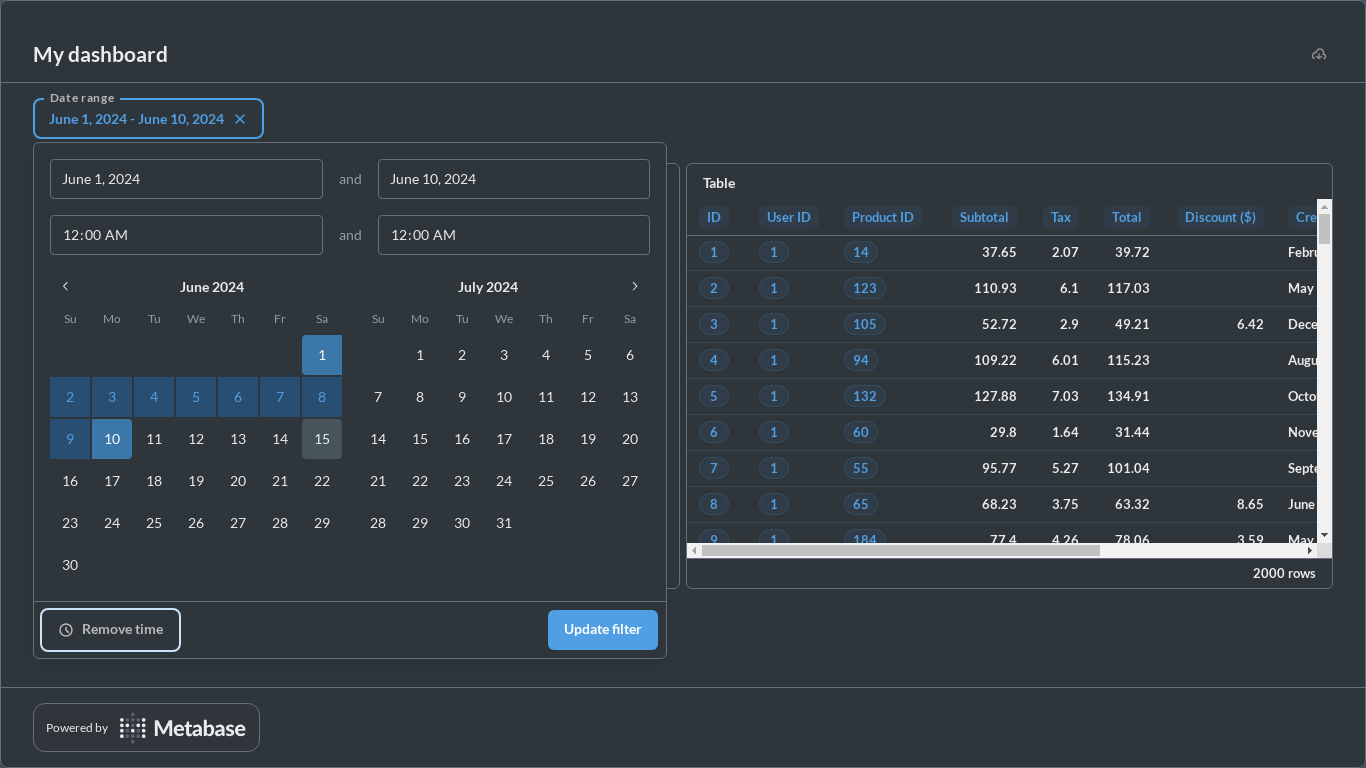 My dashboard
Date range
June 1, 2024 - June 10, 2024
June 1, 2024 and June 10, 2024
12:00 AM and 12:00 AM
June 2024 July 2024
Su Mo Tu We Th Fr Sa Su Mo Tu We Th Fr Sa
1 1 2 3 4 5 6
2 3 4 5 6 7 8 7 8 9 10 11 12 13
9 10 11 12 13 14 15 14 15 16 17 18 19 20
16 17 18 19 20 21 22 21 22 23 24 25 26 27
23 24 25 26 27 28 29 28 29 30 31
30
Remove time Update filter
Table
ID User ID Product ID Subtotal Tax Total Discount ($) Cre
1 1 14 37.65 2.07 39.72 Febru
2 1 123 110.93 6.1 117.03 May
3 1 105 52.72 2.9 49.21 6.42 Dece
4 1 94 109.22 6.01 115.23 Augu
5 1 132 127.88 7.03 134.91 Octo
6 1 60 29.8 1.64 31.44 Nove
7 1 55 95.77 5.27 101.04 Septe
8 1 65 68.23 3.75 63.32 8.65 June
9 1 184 77.4 4.26 78.06 3.59 May
2000 rows
Powered by Metabase